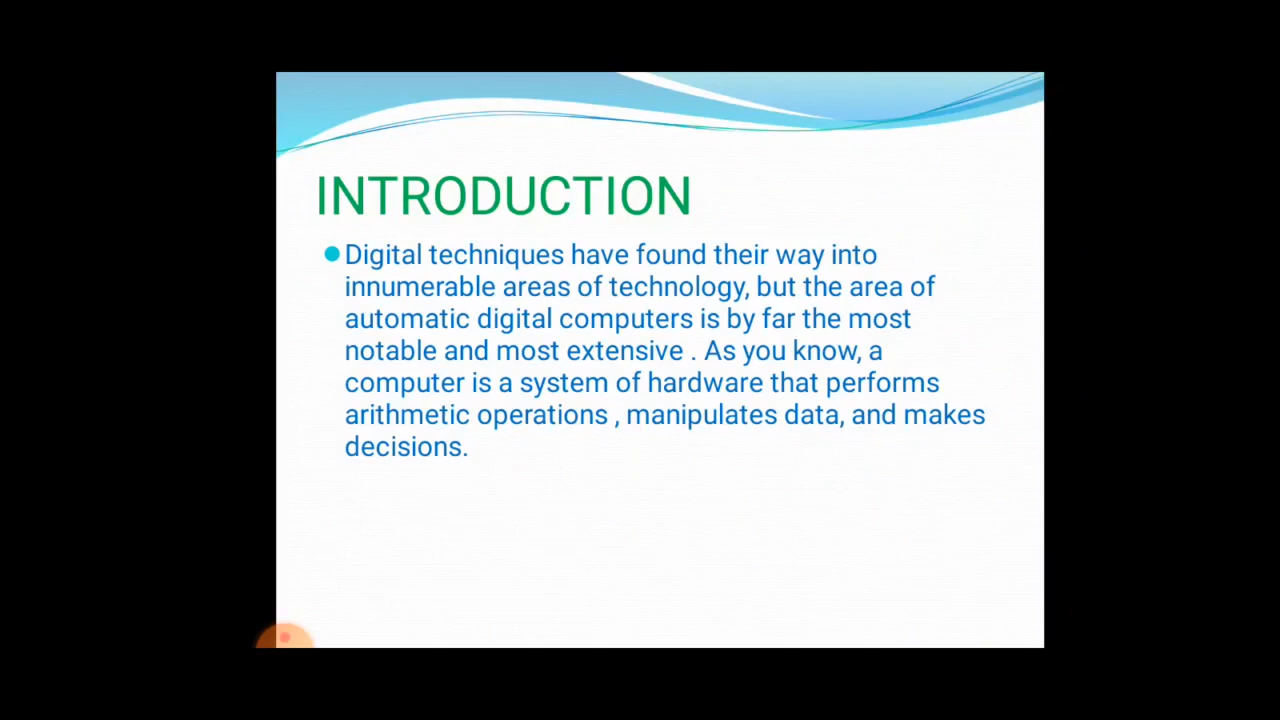 INTRODUCTION
Digital techniques have found their way into
innumerable areas of technology, but the area of
automatic digital computers is by far the most
notable and most extensive . As you know, a
computer is a system of hardware that performs
arithmetic operations , manipulates data, and makes
decisions.